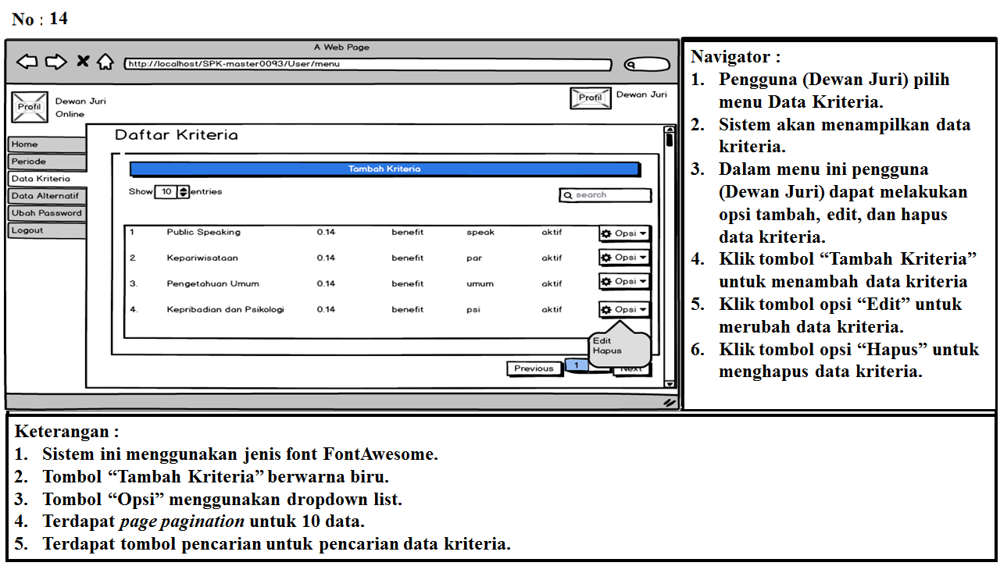 No : 14
A Web Page
http://localhost/SPK-master0093/User/menu
Profil
Dewan Juri
Online
Profil
Dewan Juri
Home
Periode
Data Kriteria
Data Alternatif
Ubah Password
Logout
Daftar Kriteria
Tambah Kriteria
Show 10 entries
search
1 Public Speaking 0.14 benefit speak aktif Opsi
2. Kepariwisataan 0.14 benefit par aktif Opsi
3. Pengetahuan Umum 0.14 benefit umum aktif Opsi
4. Kepribadian dan Psikologi 0.14 benefit psi aktif Opsi
Edit
Hapus
Previous 1 Next
Navigator :
1. Pengguna (Dewan Juri) pilih
menu Data Kriteria.
2. Sistem akan menampilkan data
kriteria.
3. Dalam menu ini pengguna
(Dewan Juri) dapat melakukan
opsi tambah, edit, dan hapus
data kriteria.
4. Klik tombol “Tambah Kriteria”
untuk menambah data kriteria
5. Klik tombol opsi “Edit” untuk
merubah data kriteria.
6. Klik tombol opsi “Hapus” untuk
menghapus data kriteria.
Keterangan :
1. Sistem ini menggunakan jenis font FontAwesome.
2. Tombol “Tambah Kriteria” berwarna biru.
3. Tombol “Opsi” menggunakan dropdown list.
4. Terdapat page pagination untuk 10 data.
5. Terdapat tombol pencarian untuk pencarian data kriteria.